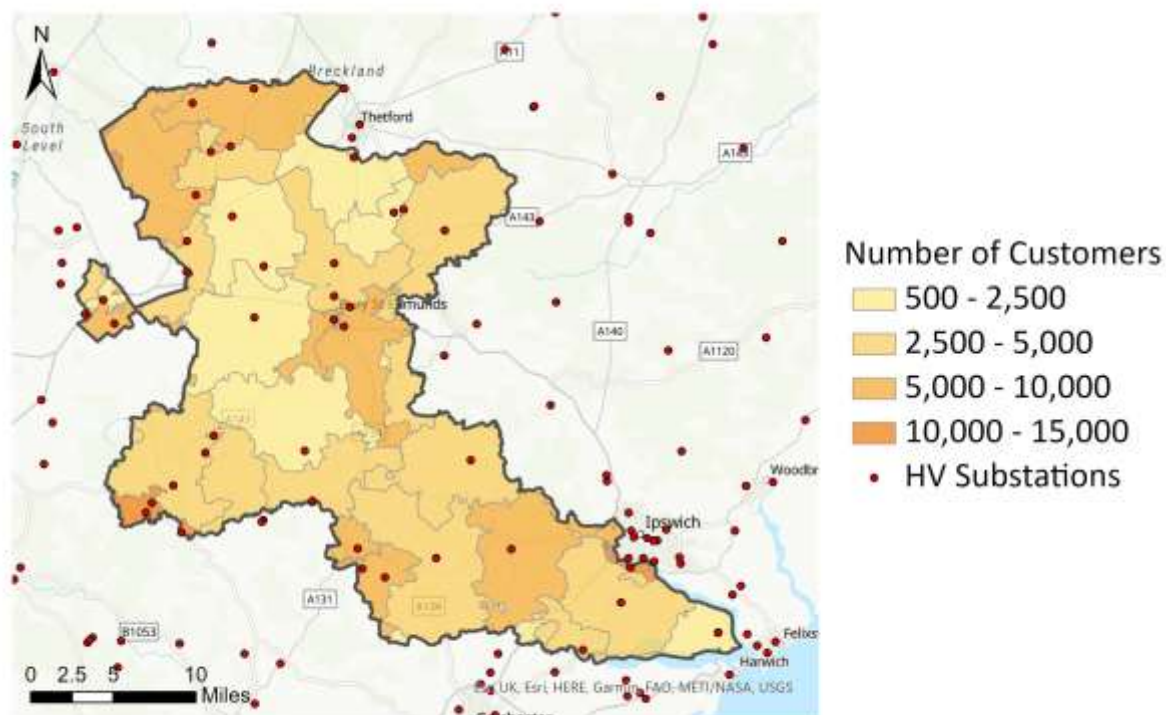 N
Breckland
A11
Thetford
South
Level
A143
A140
A1120
Woodbr
Ipswich
A131
B1053
Felixs
Harwich
0 2.5 5 10
Miles
UK, Esri, HERE, Garmin, FAO, METI/NASA, USGS
Number of Customers
500 - 2,500
2,500 - 5,000
5,000 - 10,000
10,000 - 15,000
HV Substations